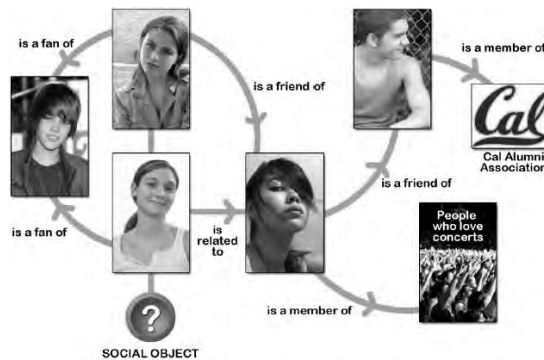 is a fan of
is a member of
is a friend of
Cal
Cal Alumni
Association
is a friend of
People
who love
concerts
is a fan of
is
related
to
is a member of
?
SOCIAL OBJECT